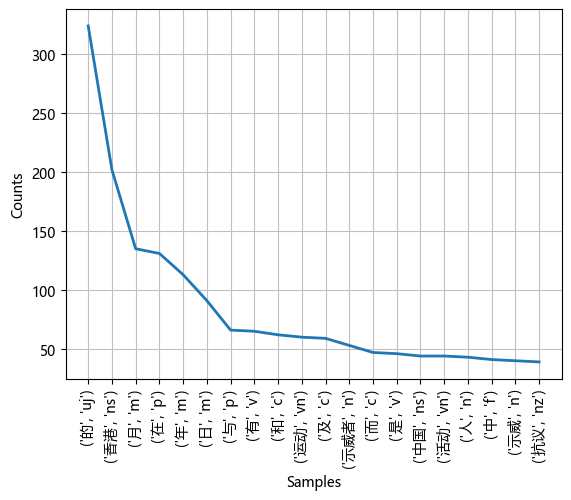 300
250
200
150
100
50
Counts
('的', 'uj')
('香港', 'ns')
('月', 'm')
('在', 'p')
('年', 'm')
('日', 'm')
('与', 'p')
('有', 'v')
('和', 'c')
('运动', 'vn')
('及', 'c')
('示威者', 'n')
('而', 'c')
('是', 'v')
('中国', 'ns')
('活动', 'vn')
('人', 'n')
('中', 'f')
('示威', 'n')
('抗议', 'nz')
Samples